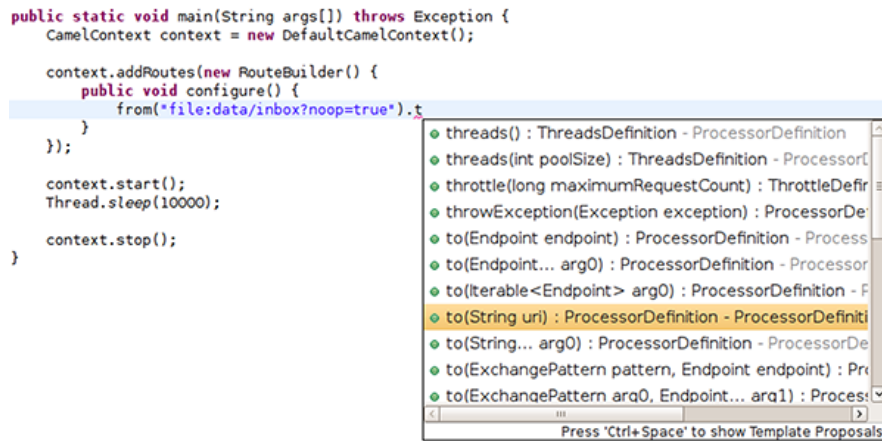 public static void main(String args[]) throws Exception {
CamelContext context = new DefaultCamelContext();
context.addRoutes(new RouteBuilder() {
public void configure() {
from("file:data/inbox?noop=true").t
}
});
context.start();
Thread.sleep(10000);
context.stop();
}
threads() : ThreadsDefinition - ProcessorDefinition
threads(int poolSize) : ThreadsDefinition - Processor
throttle(long maximumRequestCount) : ThrottleDefin
throwException(Exception exception) : ProcessorDe
to(Endpoint endpoint) : ProcessorDefinition - Process
to(Endpoint... arg0) : ProcessorDefinition - Processor
to(Iterable<Endpoint> arg0) : ProcessorDefinition - P
to(String uri) : ProcessorDefinition - ProcessorDefiniti
to(String... arg0) : ProcessorDefinition - ProcessorDe
to(ExchangePattern pattern, Endpoint endpoint) : Pro
to(ExchangePattern arg0, Endpoint... arg1) : Process
Press 'Ctrl+Space' to show Template Proposals